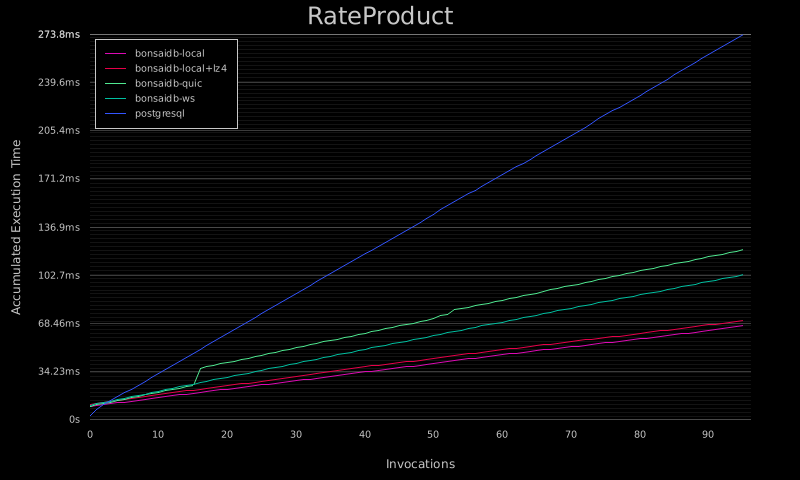 RateProduct
273.8ms
239.6ms
205.4ms
171.2ms
136.9ms
102.7ms
68.46ms
34.23ms
0s
bonsaidb-local
bonsaidb-local+lz4
bonsaidb-quic
bonsaidb-ws
postgresql
Accumulated Execution Time
0 10 20 30 40 50 60 70 80 90
Invocations